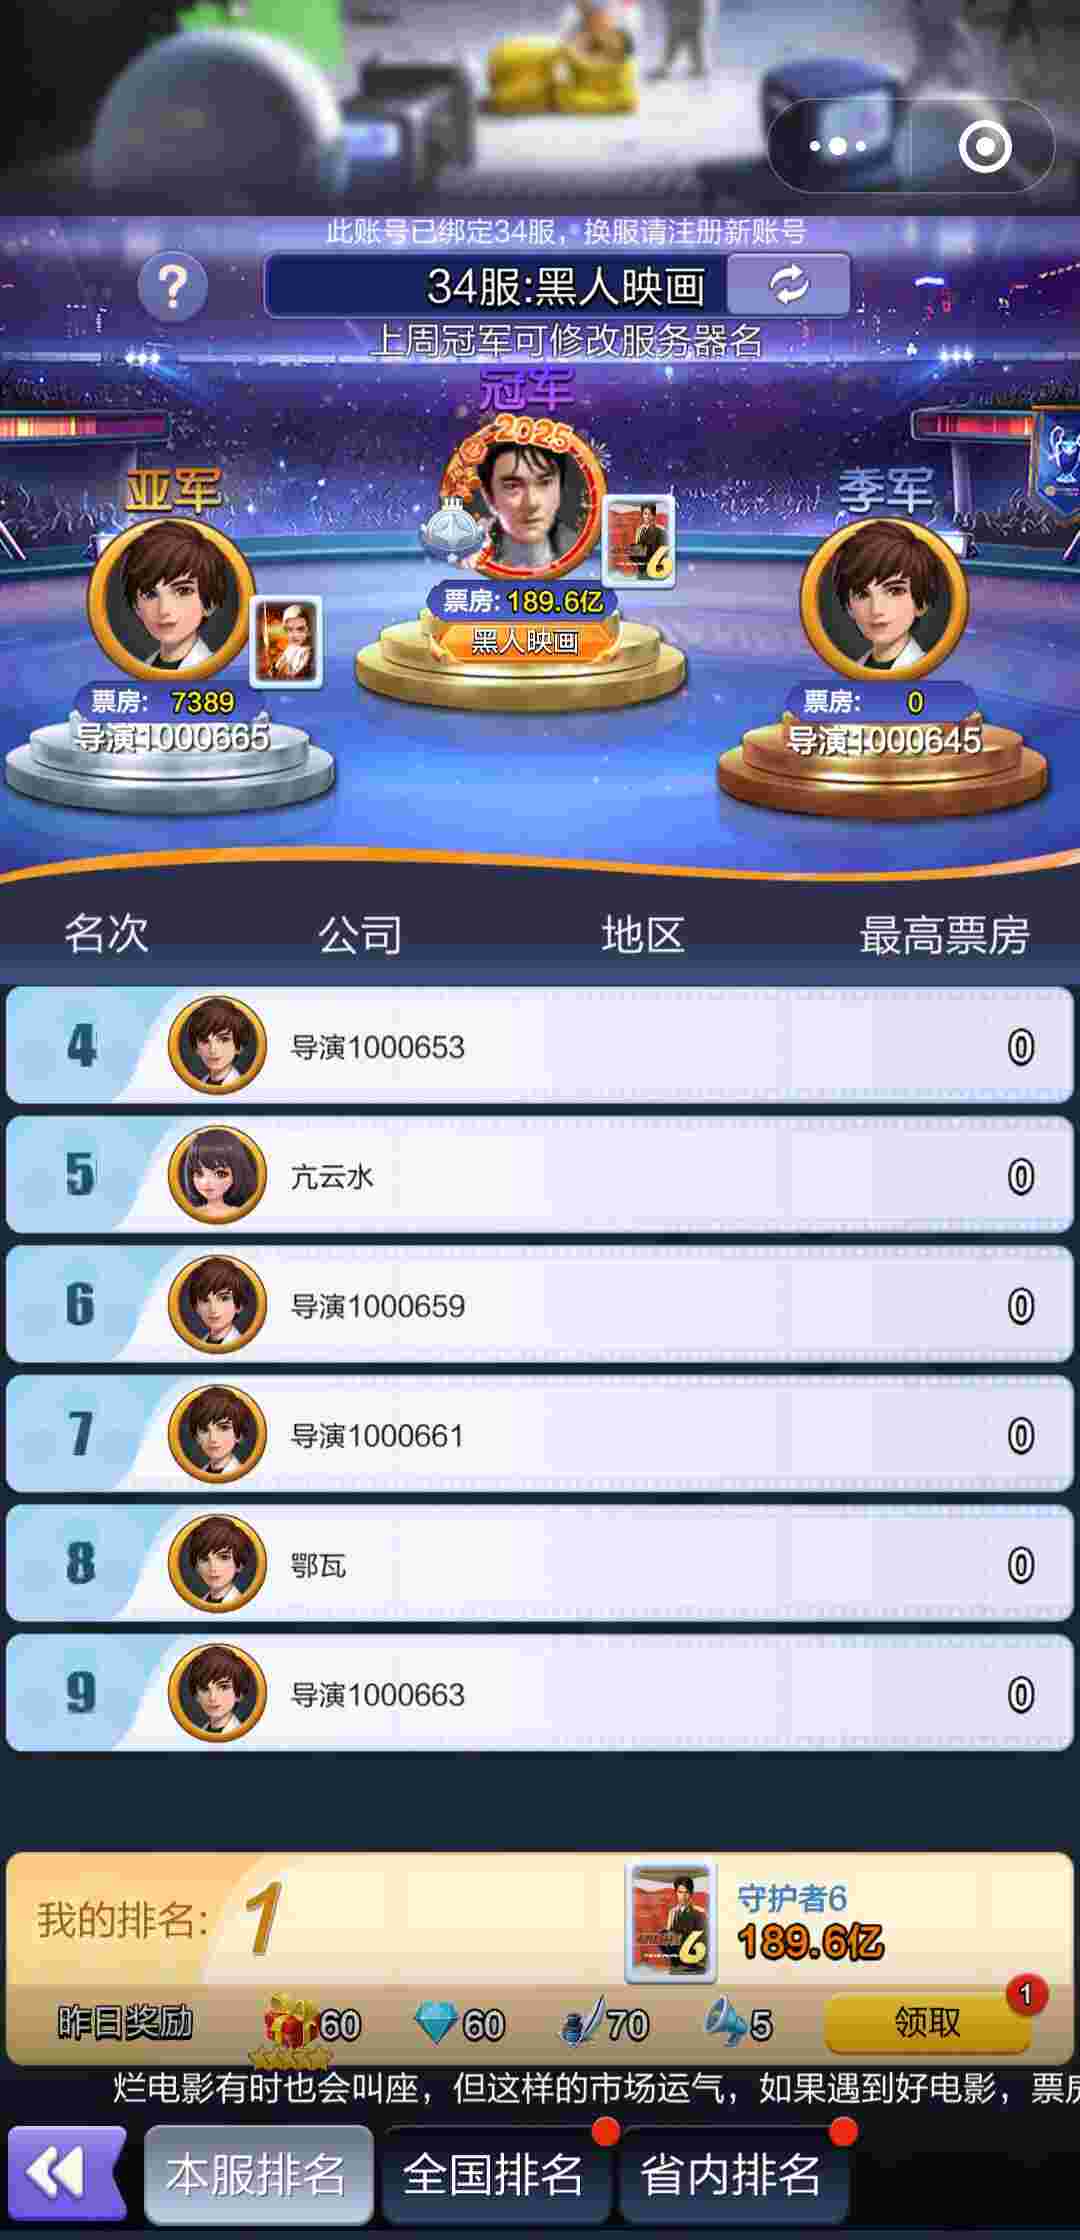 此账号已绑定34服，换服请注册新账号
?
34服:黑人映画
上周冠军可修改服务器名
冠军
2025
亚军
季军
6
票房: 189.6亿
黑人映画
票房: 7389
导演1000665
票房: 0
导演1000645
名次 公司 地区 最高票房
4 导演1000653 0
5 亢云水 0
6 导演1000659 0
7 导演1000661 0
8 鄂瓦 0
9 导演1000663 0
我的排名: 1
6
守护者6
189.6亿
昨日奖励 60 60 70 5 领取 1
烂电影有时也会叫座，但这样的市场运气，如果遇到好电影，票房
本服排名 全国排名 省内排名